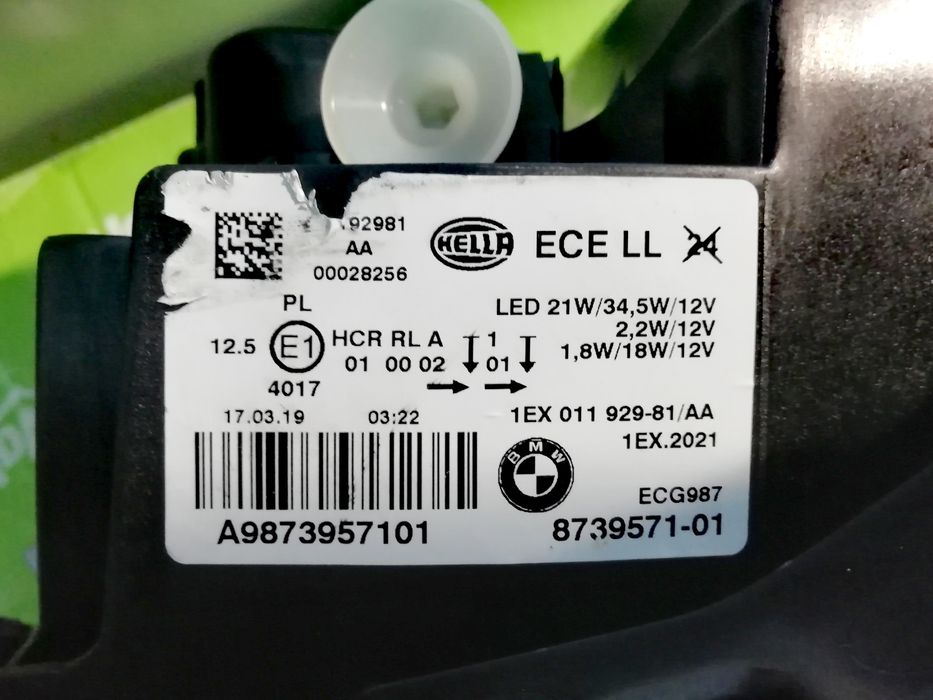 92981
AA
00028256
HELLA ECE LL 24
PL
LED 21W/34,5W/12V
2,2W/12V
1,8W/18W/12V
12.5 E1 HCR RL A 1
01 00 02 01
4017
17.03.19 03:22
1EX 011 929-81/AA
1EX.2021
BMW
ECG987
A9873957101
8739571-01